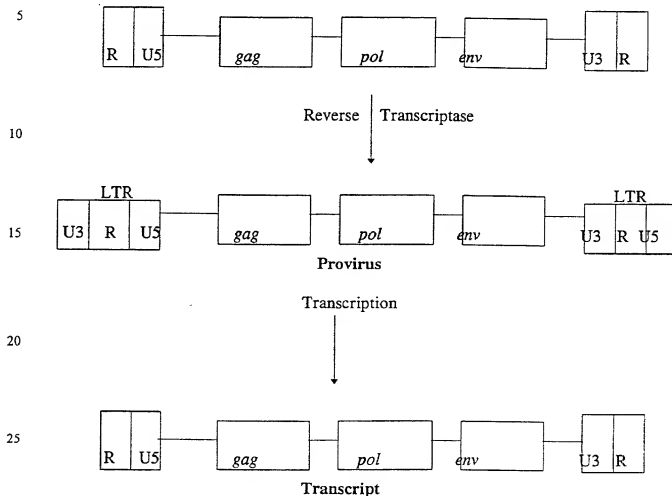 5
R U5 gag pol env U3 R
Reverse Transcriptase
10
LTR LTR
15 U3 R U5 gag pol env U3 R U5
Provirus
Transcription
20
25 R U5 gag pol env U3 R
Transcript